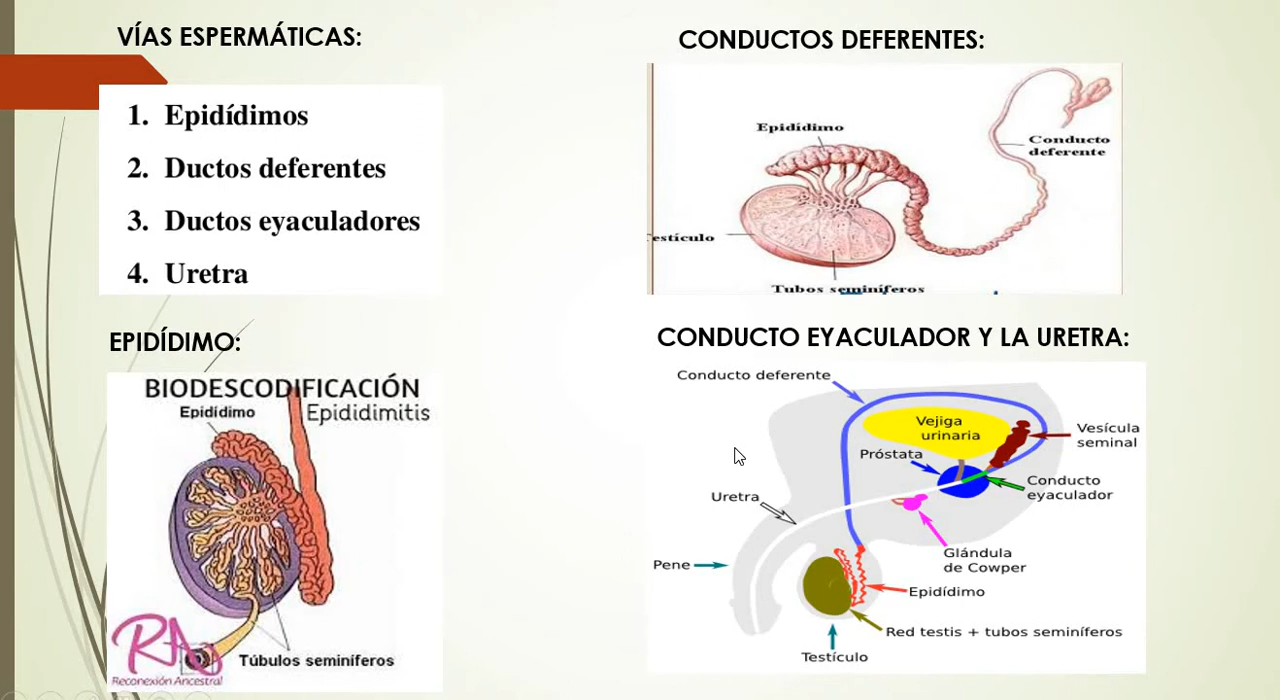 VÍAS ESPERMÁTICAS:
1. Epidídimos
2. Ductos deferentes
3. Ductos eyaculadores
4. Uretra
EPIDÍDIMO:
BIODESCODIFICACIÓN
Epidídimo
Epididimitis
Túbulos seminíferos
RA
Reconexión Ancestral
CONDUCTOS DEFERENTES:
Epidídimo
Conducto
deferente
estículo
Tubos seminíferos
CONDUCTO EYACULADOR Y LA URETRA:
Conducto deferente
Vejiga
urinaria
Vesícula
seminal
Próstata
Conducto
eyaculador
Uretra
Glándula
de Cowper
Pene
Epidídimo
Red testis + tubos seminíferos
Testículo